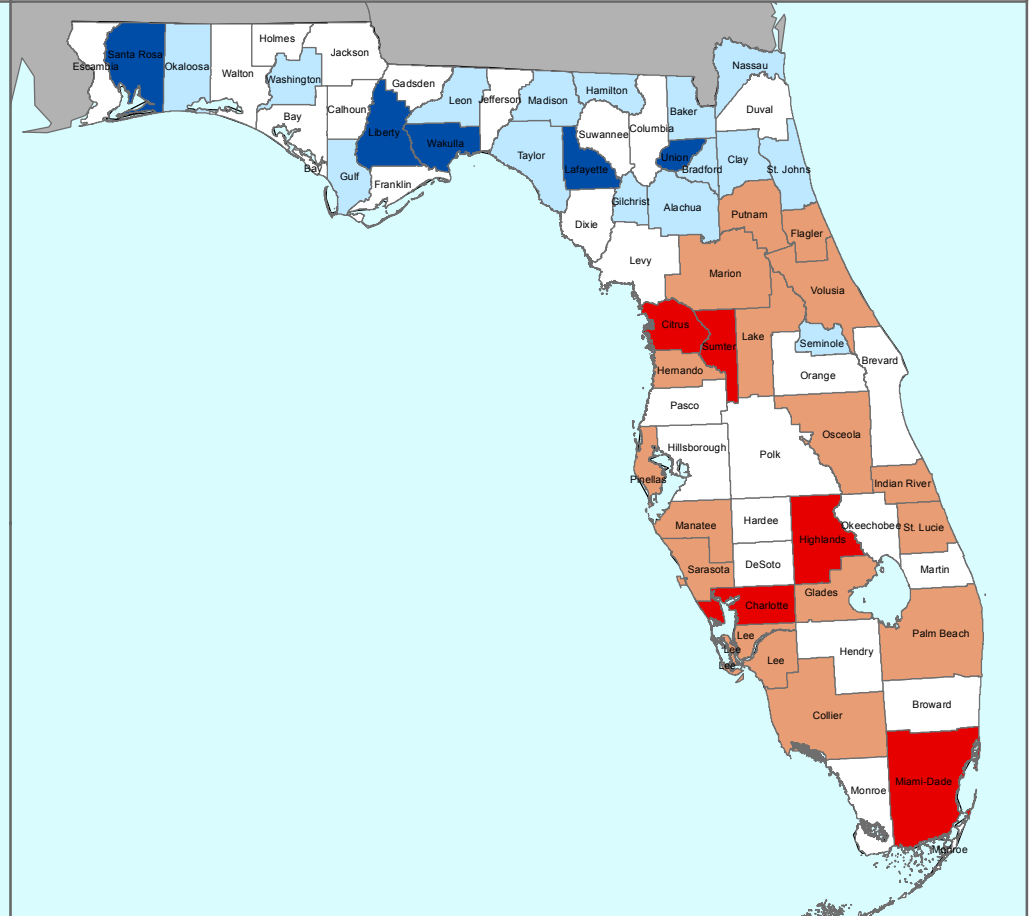 Holmes
Jackson
Santa Rosa
Escambia
Okaloosa
Walton
Washington
Nassau
Gadsden
Leon
Jefferson
Madison
Hamilton
Baker
Duval
Calhoun
Bay
Liberty
Wakulla
Suwannee
Columbia
Taylor
Lafayette
Union
Bradford
Clay
St. Johns
Bay
Gulf
Franklin
Gilchrist
Alachua
Putnam
Dixie
Flagler
Levy
Marion
Volusia
Citrus
Sumter
Lake
Seminole
Brevard
Hernando
Orange
Pasco
Osceola
Hillsborough
Polk
Pinellas
Indian River
Manatee
Hardee
Okeechobee
St. Lucie
Highlands
Sarasota
DeSoto
Martin
Glades
Charlotte
Lee
Lee
Lee
Lee
Hendry
Palm Beach
Collier
Broward
Miami-Dade
Monroe
Monroe